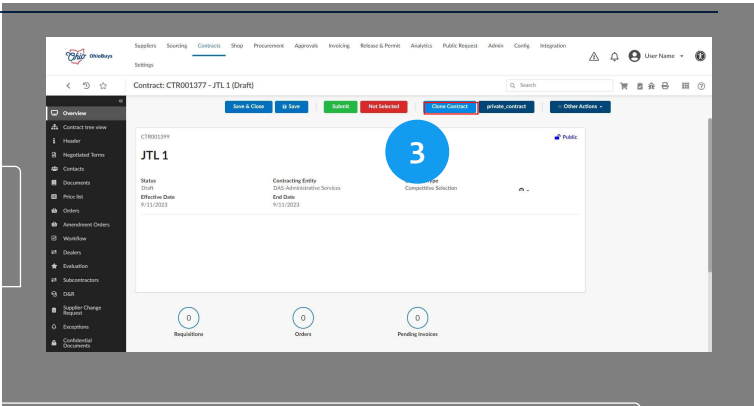 Ohio OhioBuys
Suppliers Sourcing Contracts Shop Procurement Approvals Invoicing Release & Permit Analytics Public Request Admin Config Integration
Settings
User Name
Contract: CTR001377 - JTL 1 (Draft)
Search
Save & Close Save Submit Not Selected Clone Contract private_contract Other Actions
Overview
Contract tree view
Header
Negotiated Terms
Contacts
Documents
Price list
Orders
Amendment Orders
Workflow
Dealers
Evaluation
Subcontractors
D&R
Supplier Change
Request
Exceptions
Confidential
Documents
CTR001399 Public
JTL 1
3
Status Contracting Entity
Draft DAS-Administrative Services Competitive Selection
Effective Date End Date
9/11/2023 9/11/2023
0 0 0
Requisitions Orders Pending Invoices